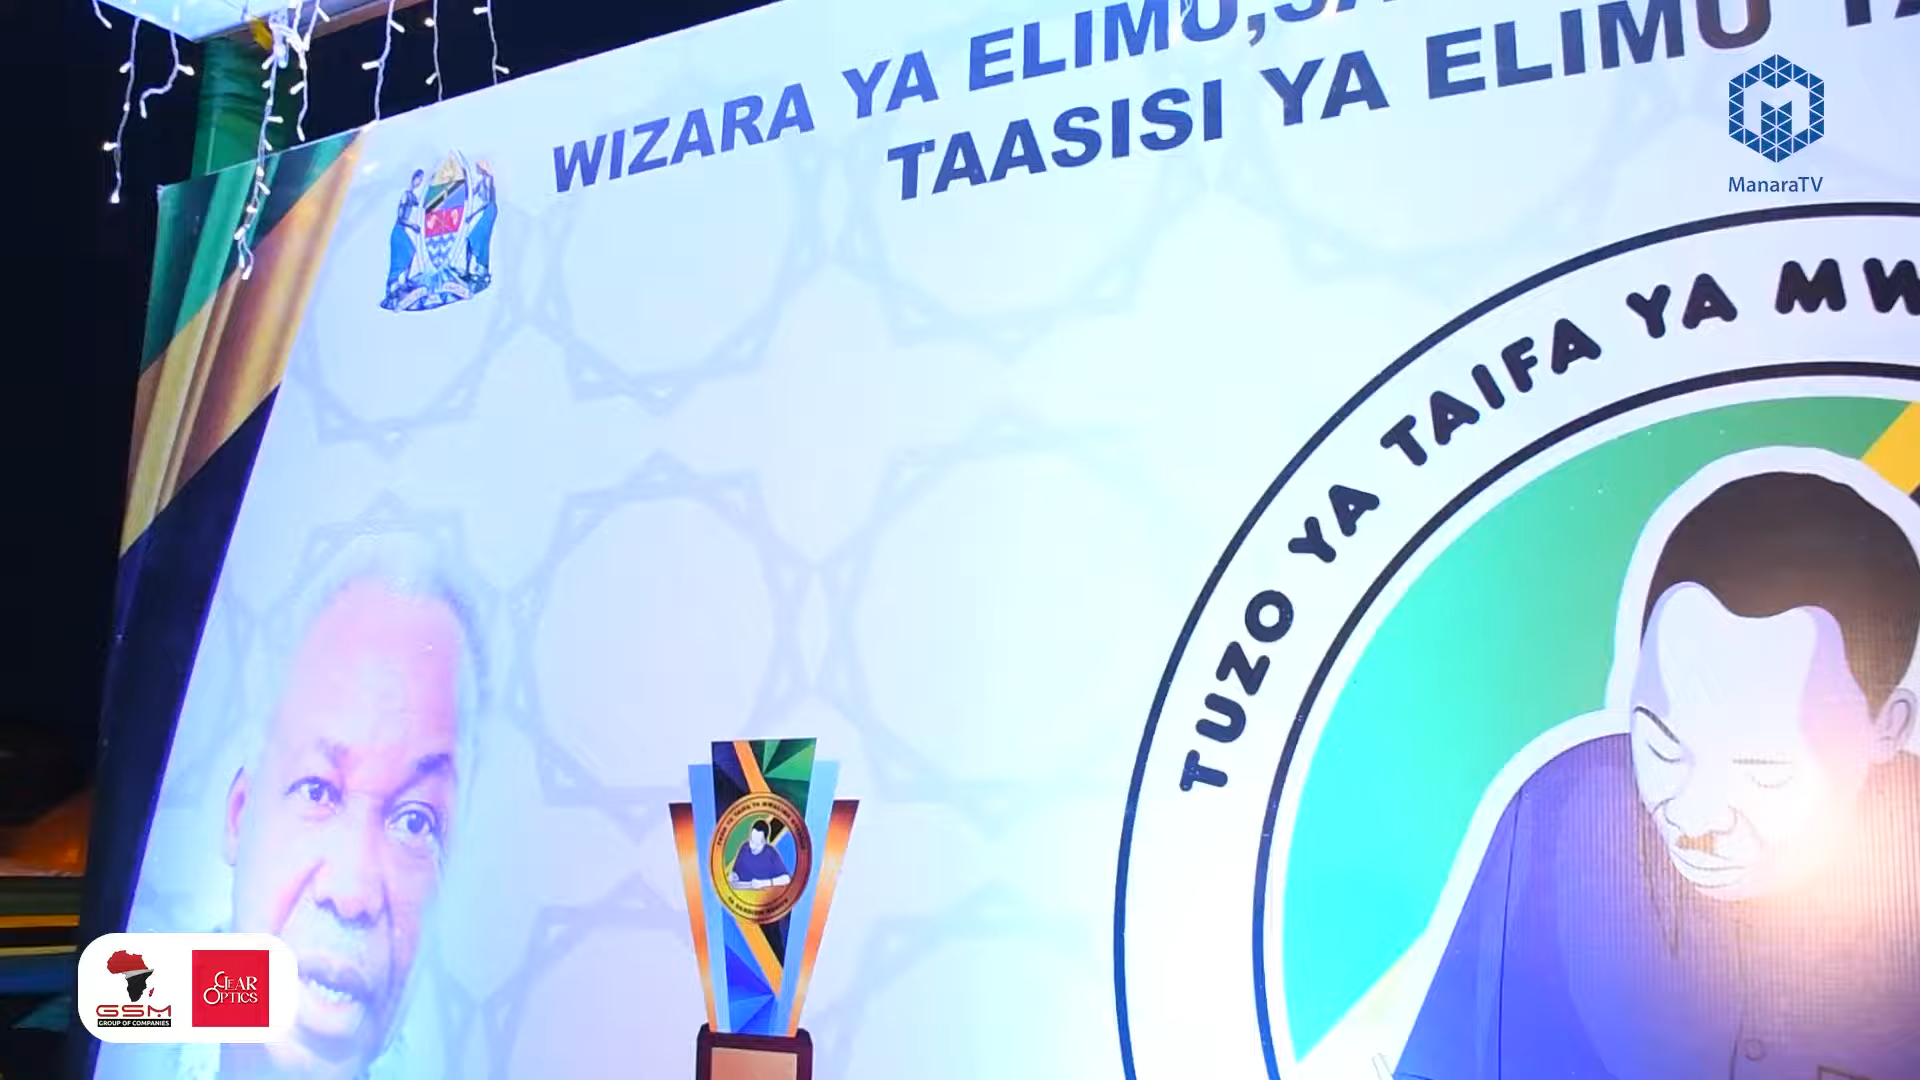 WIZARA YA ELIMU,
TAASISI YA ELIMU
ManaraTV
TUZO YA TAIFA YA
GSM
GROUP OF COMPANIES
CLEAR
OPTICS